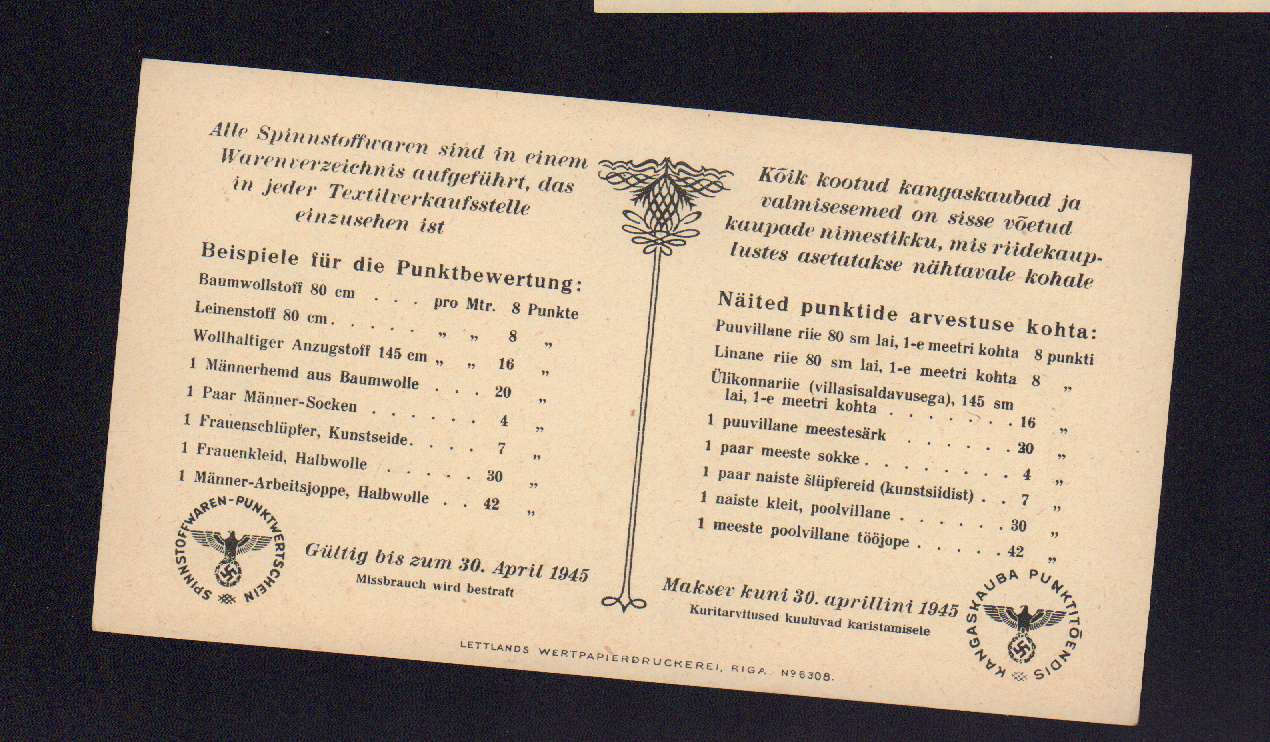 Alle Spinnstoffwaren sind in einem
Warenverzeichnis aufgeführt, das
in jeder Textilverkaufsstelle
einzusehen ist
Beispiele für die Punktbewertung:
Baumwollstoff 80 cm . . . pro Mtr. 8 Punkte
Leinenstoff 80 cm . . . . . „ „ 8 „
Wollhaltiger Anzugstoff 145 cm „ „ 16 „
1 Männerhemd aus Baumwolle . . . 20 „
1 Paar Männer-Socken . . . . . . 4 „
1 Frauenschlüpfer, Kunstseide. . . . 7 „
1 Frauenkleid, Halbwolle . . . . . 30 „
1 Männer-Arbeitsjoppe, Halbwolle . . 42 „
SPINNSTOFFWAREN-PUNKTWERTSCHEIN
Gültig bis zum 30. April 1945
Missbrauch wird bestraft
Kõik kootud kangaskaubad ja
valmisesemed on sisse võetud
kaupade nimestikku, mis riidekaup-
lustes asetatakse nähtavale kohale
Näited punktide arvestuse kohta:
Puuvillane riie 80 sm lai, 1-e meetri kohta 8 punkti
Linane riie 80 sm lai, 1-e meetri kohta 8 „
Ülikonnariie (villasisaldavusega), 145 sm
lai, 1-e meetri kohta . . . . . . . 16 „
1 puuvillane meestesärk . . . . . . . 20 „
1 paar meeste sokke . . . . . . . . 4 „
1 paar naiste šlüpfereid (kunstsiidist) . . 7 „
1 naiste kleit, poolvillane . . . . . . 30 „
1 meeste poolvillane tööjope . . . . . 42 „
Maksev kuni 30. aprillini 1945
Kuritarvitused kuuluvad karistamisele
KANGASKAUBA PUNKTITÕENDIS
LETTLANDS WERTPAPIERDRUCKEREI, RIGA. Nº 6308.